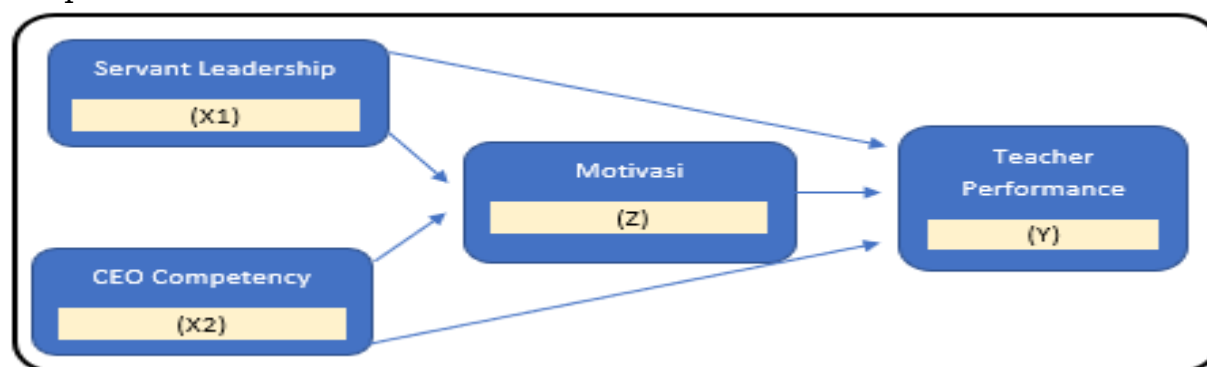 Servant Leadership
(X1)
Motivasi
(Z)
Teacher
Performance
(Y)
CEO Competency
(X2)